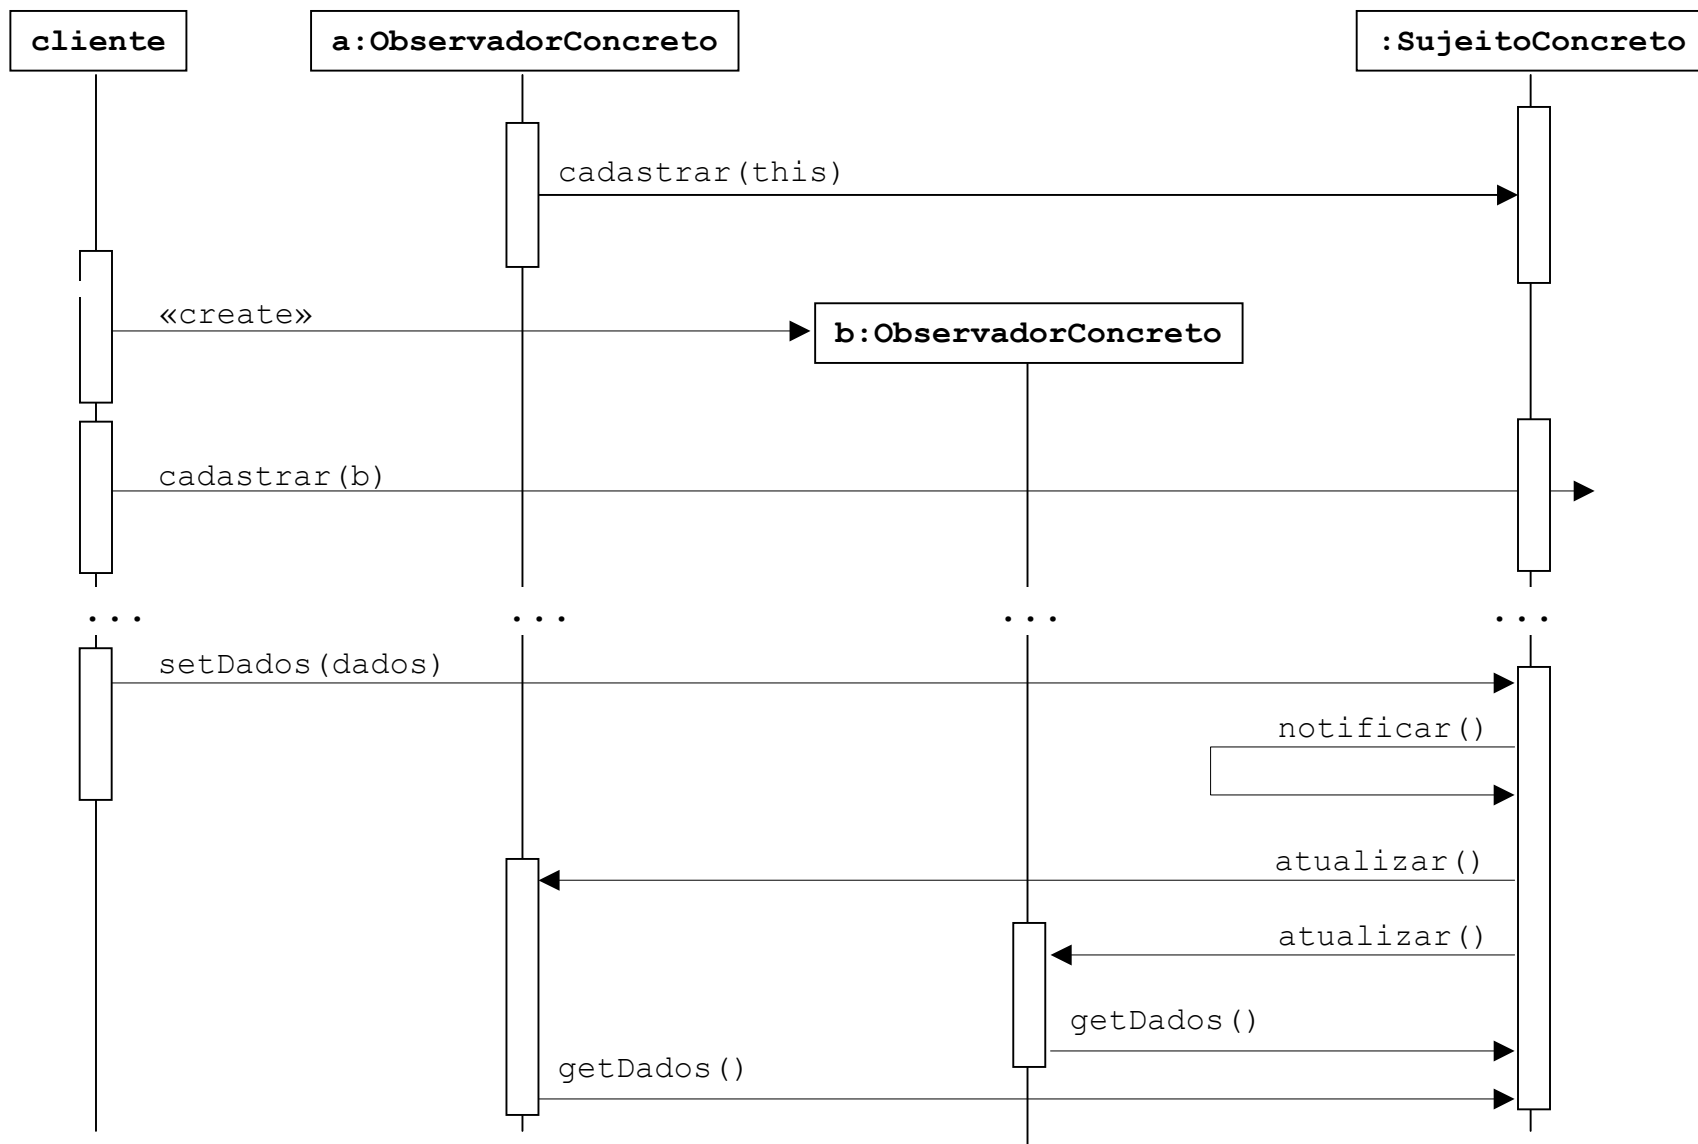 cliente
a:ObservadorConcreto
:SujeitoConcreto
cadastrar(this)
«create»
b:ObservadorConcreto
cadastrar(b)
... ... ... ...
setDados(dados)
notificar()
atualizar()
atualizar()
getDados()
getDados()